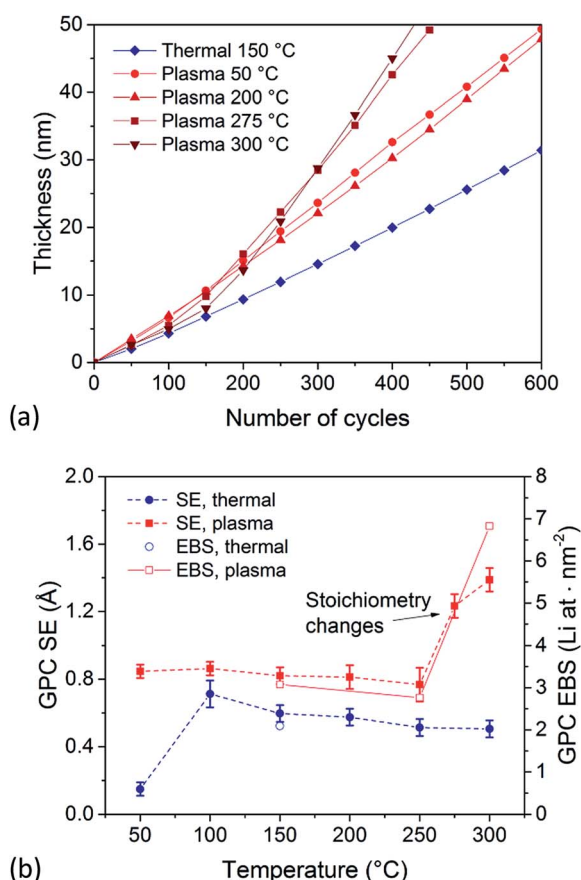 50
40
30
20
10
0
Thickness (nm)
Thermal 150 °C
Plasma 50 °C
Plasma 200 °C
Plasma 275 °C
Plasma 300 °C
0 100 200 300 400 500 600
Number of cycles
(a)
2.0
1.6
1.2
0.8
0.4
0.0
GPC SE (Å)
SE, thermal
SE, plasma
EBS, thermal
EBS, plasma
Stoichiometry
changes
8
7
6
5
4
3
2
1
0
GPC EBS (Li at · nm⁻²)
50 100 150 200 250 300
Temperature (°C)
(b)